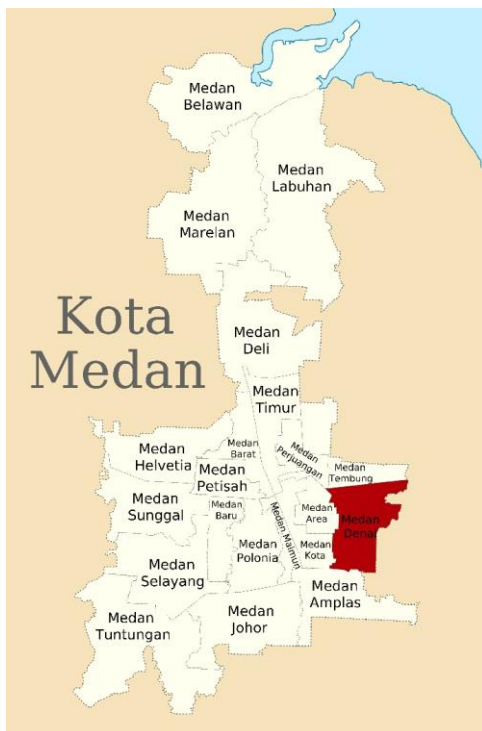 Medan
Belawan
Medan
Labuhan
Medan
Marelan
Kota
Medan
Medan
Deli
Medan
Timur
Medan
Helvetia
Medan
Barat
Medan
Perjuangan
Medan
Tembung
Medan
Petisah
Medan
Sunggal
Medan
Baru
Medan Maimun
Medan
Area
Medan
Denai
Medan
Polonia
Medan
Kota
Medan
Selayang
Medan
Amplas
Medan
Tuntungan
Medan
Johor